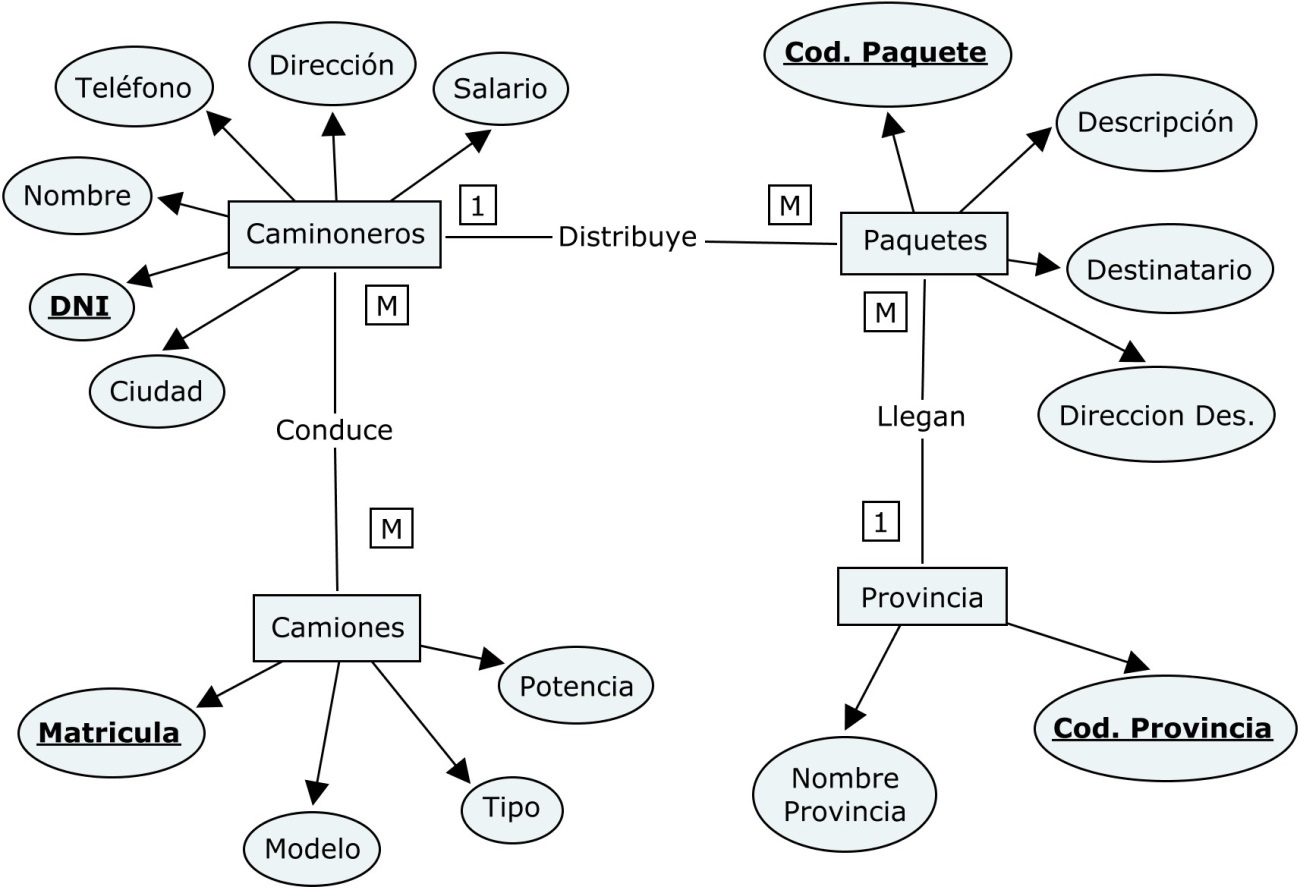 Cod. Paquete
Dirección
Teléfono
Salario
Descripción
Nombre
1
M
Caminoneros
Distribuye
Paquetes
Destinatario
DNI
M
M
Ciudad
Direccion Des.
Conduce
Llegan
M
1
Camiones
Provincia
Potencia
Matricula
Cod. Provincia
Nombre
Provincia
Tipo
Modelo